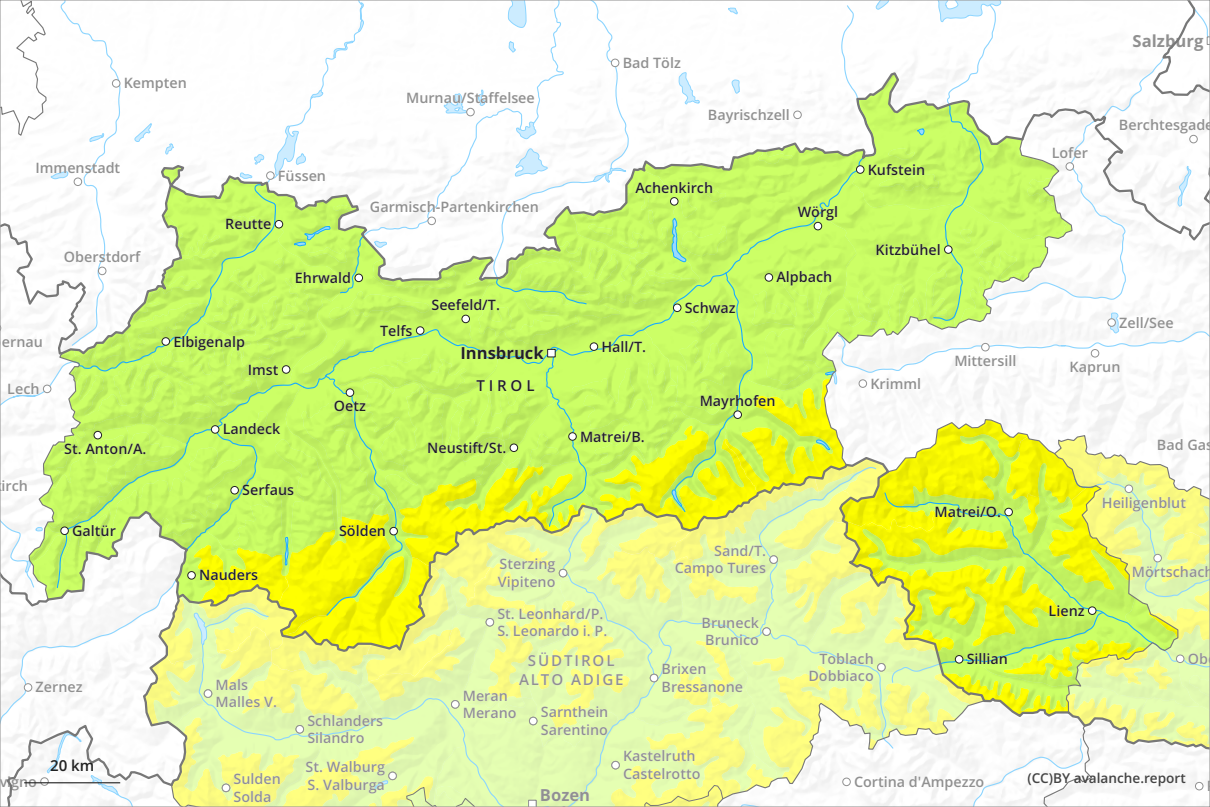 Salzburg
Bad Tölz
Kempten
Murnau/Staffelsee
Bayrischzell
Berchtesgade
Lofer
Immenstadt
Füssen
Kufstein
Achenkirch
Garmisch-Partenkirchen
Wörgl
Reutte
Kitzbühel
Oberstdorf
Ehrwald
Alpbach
Seefeld/T.
Schwaz
Telfs
Zell/See
ernau
Elbigenalp
Innsbruck
Hall/T.
Mittersill
Kaprun
Imst
TIROL
Krimml
Lech
Oetz
Mayrhofen
Landeck
Matrei/B.
St. Anton/A.
Neustift/St.
Bad Gas
irch
Serfaus
Heiligenblut
Matrei/O.
Galtür
Sölden
Sand/T.
Campo Tures
Sterzing
Vipiteno
Nauders
Mörtschach
Lienz
St. Leonhard/P.
S. Leonardo i. P.
Bruneck
Brunico
SÜDTIROL
ALTO ADIGE
Toblach
Dobbiaco
Sillian
Obe
Zernez
Mals
Malles V.
Brixen
Bressanone
Meran
Merano
Sarnthein
Sarentino
Schlanders
Silandro
St. Walburg
S. Valburga
Kastelruth
Castelrotto
20 km
vigno
Sulden
Solda
Cortina d'Ampezzo
(CC)BY avalanche.report
Bozen